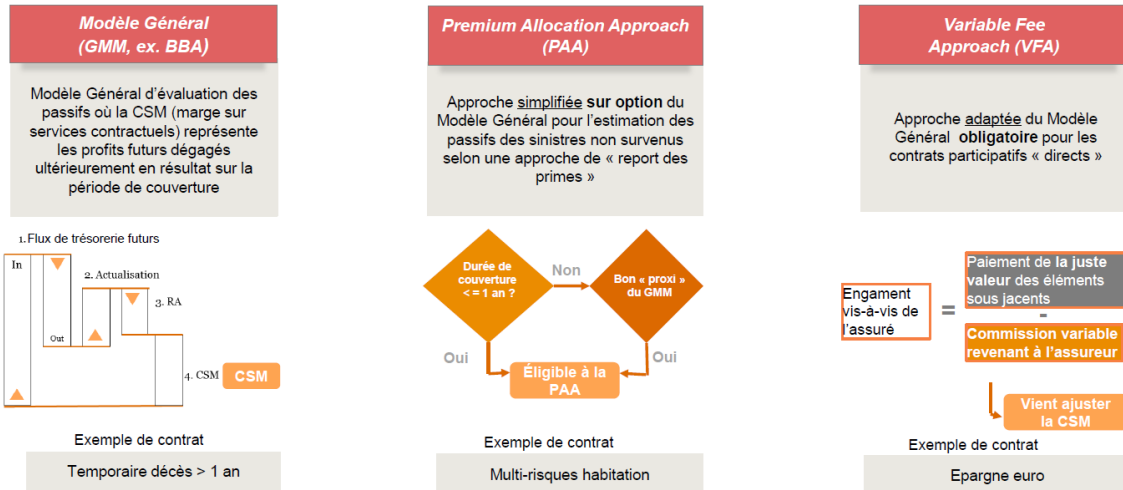 Modèle Général
(GMM, ex. BBA)
Modèle Général d'évaluation des
passifs où la CSM (marge sur
services contractuels) représente
les profits futurs dégagés
ultérieurement en résultat sur la
période de couverture
1. Flux de trésorerie futurs
In
2. Actualisation
3. RA
Out
4. CSM
CSM
Exemple de contrat
Temporaire décès > 1 an
Premium Allocation Approach
(PAA)
Approche simplifiée sur option du
Modèle Général pour l'estimation des
passifs des sinistres non survenus
selon une approche de « report des
primes »
Durée de
couverture
< = 1 an ?
Non
Bon « proxi »
du GMM
Oui
Oui
Éligible à la
PAA
Exemple de contrat
Multi-risques habitation
Variable Fee
Approach (VFA)
Approche adaptée du Modèle
Général obligatoire pour les
contrats participatifs « directs »
Engament
vis-à-vis de
l'assuré
=
Paiement de la juste
valeur des éléments
sous jacents
-
Commission variable
revenant à l'assureur
Vient ajuster
la CSM
Exemple de contrat
Epargne euro